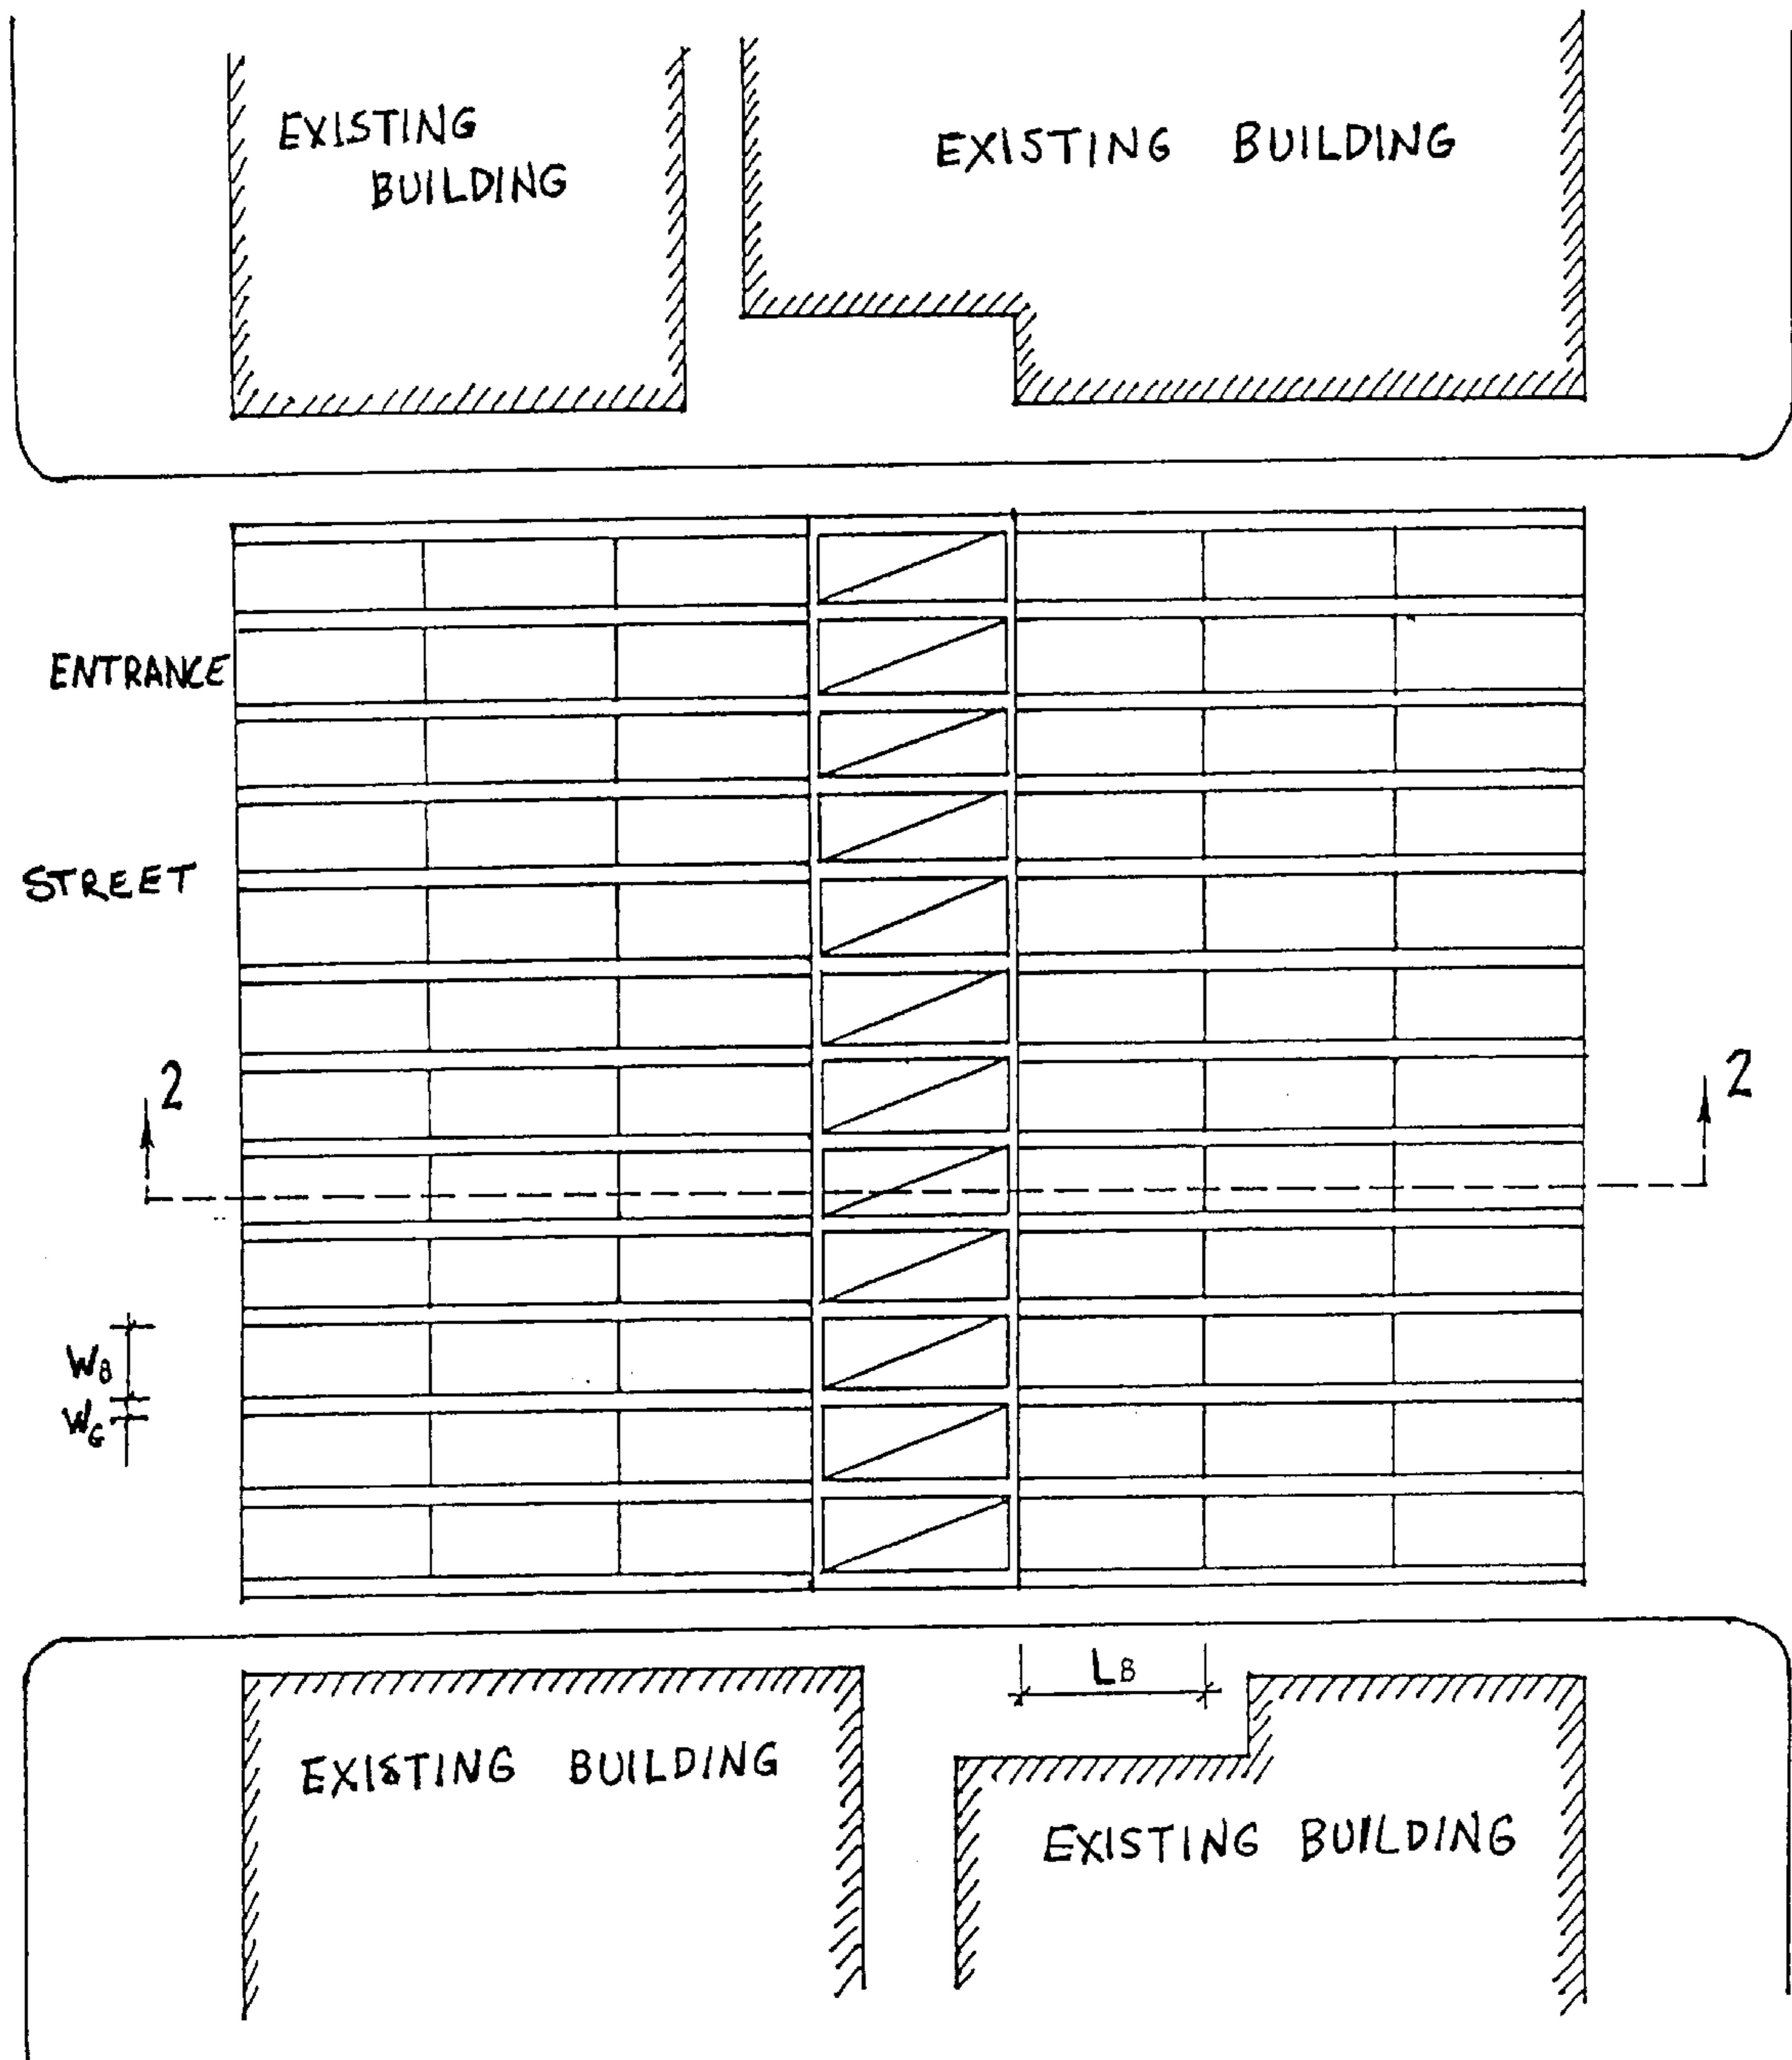 EXISTING
BUILDING
EXISTING BUILDING
ENTRANCE
STREET
2
2
WB
WG
LB
EXISTING BUILDING
EXISTING BUILDING